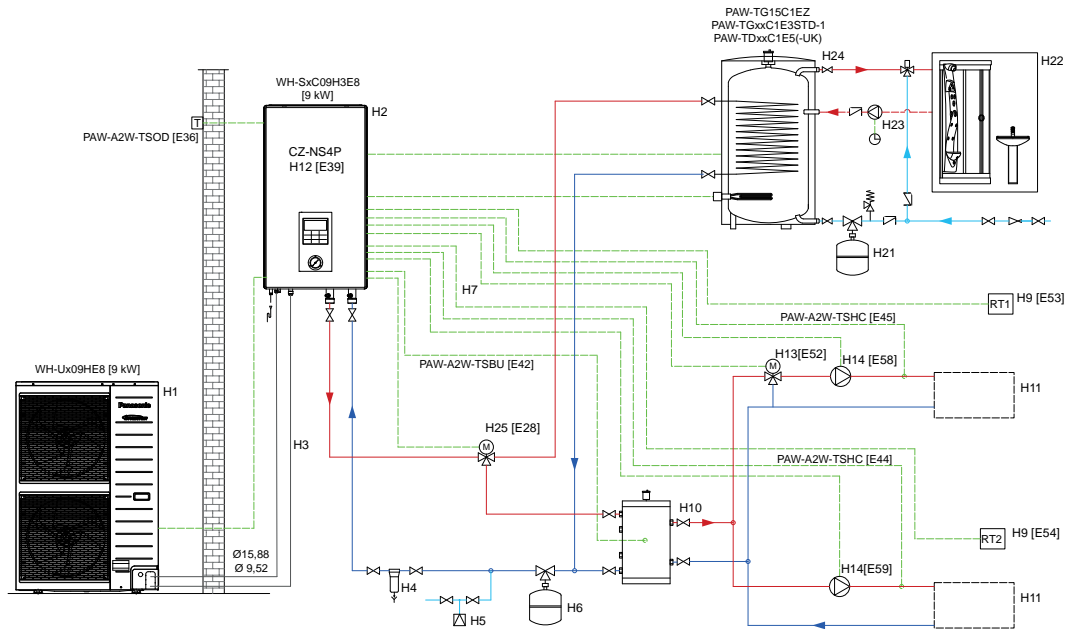 PAW-TG15C1EZ
PAW-TGxxC1E3STD-1
PAW-TDxxC1E5(-UK)
H24
H22
WH-SxC09H3E8
[9 kW]
H2
T
PAW-A2W-TSOD [E36]
CZ-NS4P
H12 [E39]
H23
H21
H7
RT1
H9 [E53]
PAW-A2W-TSHC [E45]
H13[E52]
M
H14 [E58]
PAW-A2W-TSBU [E42]
WH-Ux09HE8 [9 kW]
H1
Panasonic
H11
H25 [E28]
M
H3
PAW-A2W-TSHC [E44]
H10
RT2
H9 [E54]
Ø15,88
Ø 9,52
H14[E59]
H4
H6
H5
H11